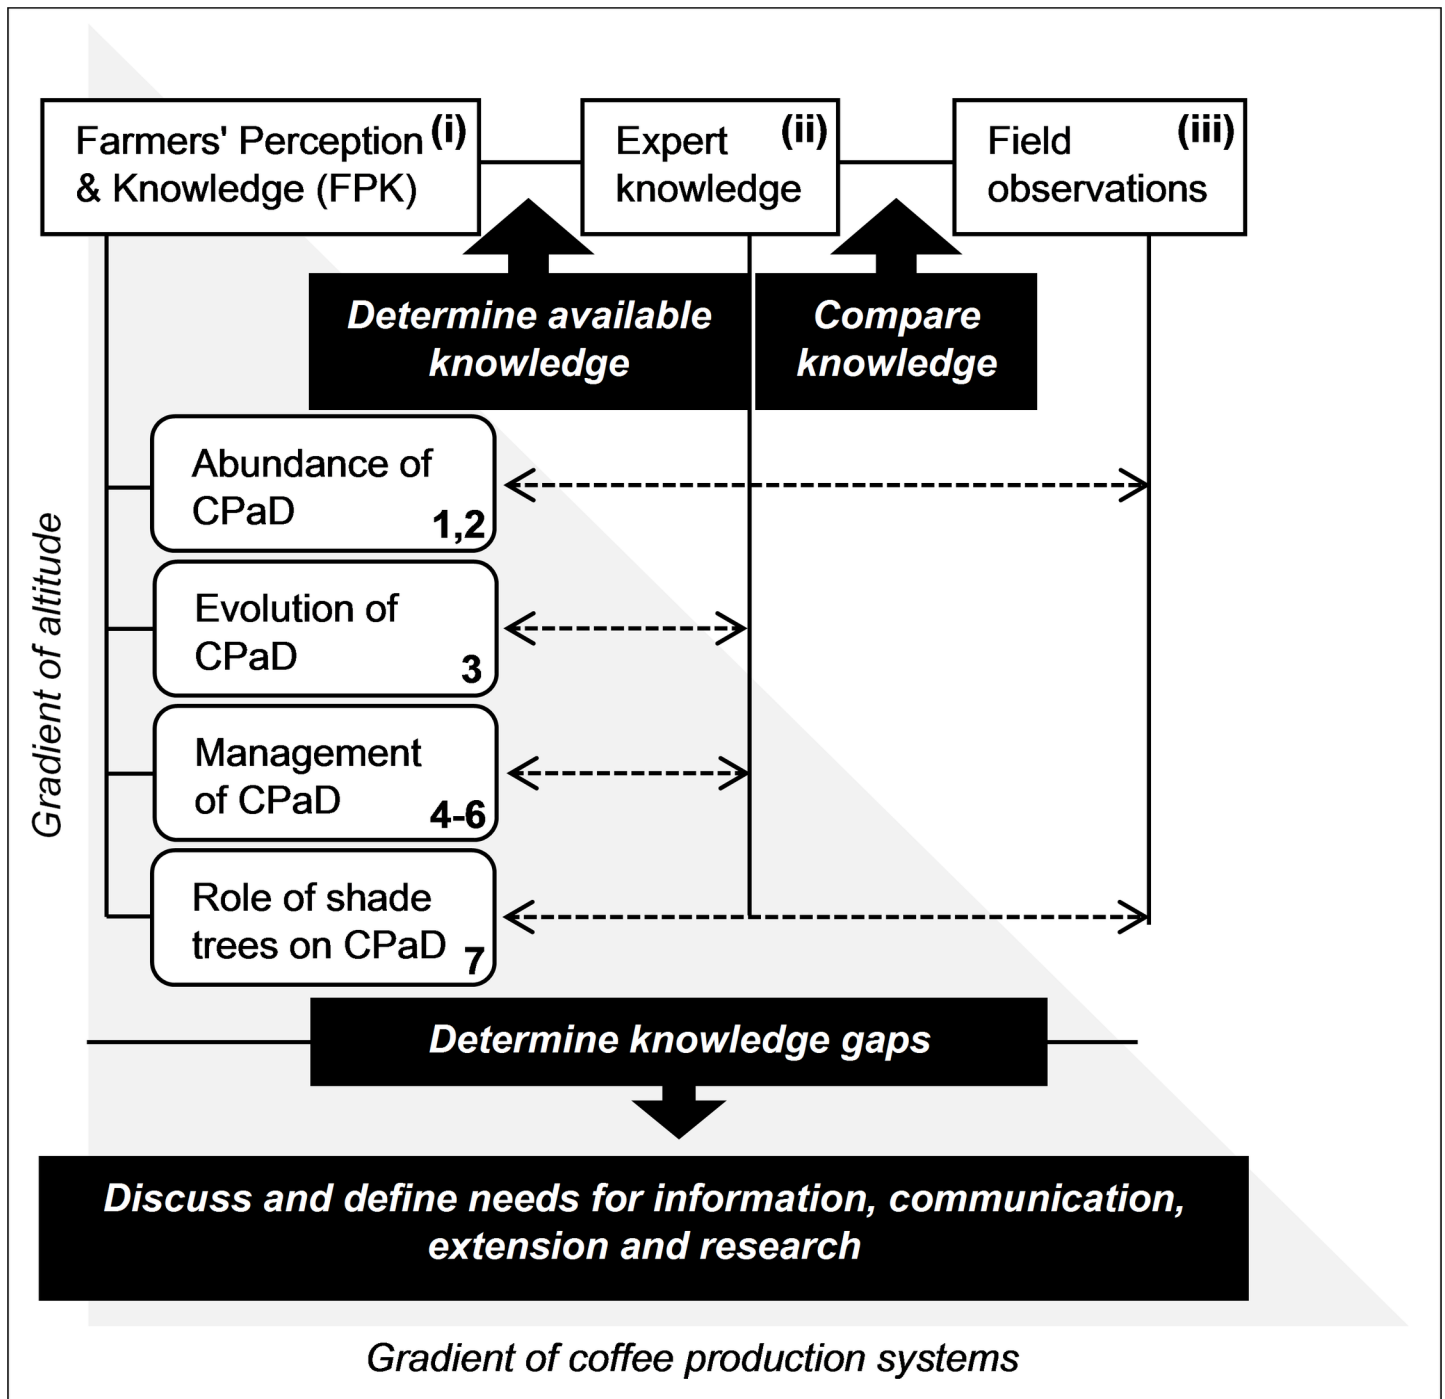 Farmers' Perception (i)
& Knowledge (FPK)
Expert (ii)
knowledge
Field (iii)
observations
Determine available
knowledge
Compare
knowledge
Abundance of
CPaD 1,2
Evolution of
CPaD 3
Management
of CPaD 4-6
Role of shade
trees on CPaD 7
Gradient of altitude
Determine knowledge gaps
Discuss and define needs for information, communication,
extension and research
Gradient of coffee production systems